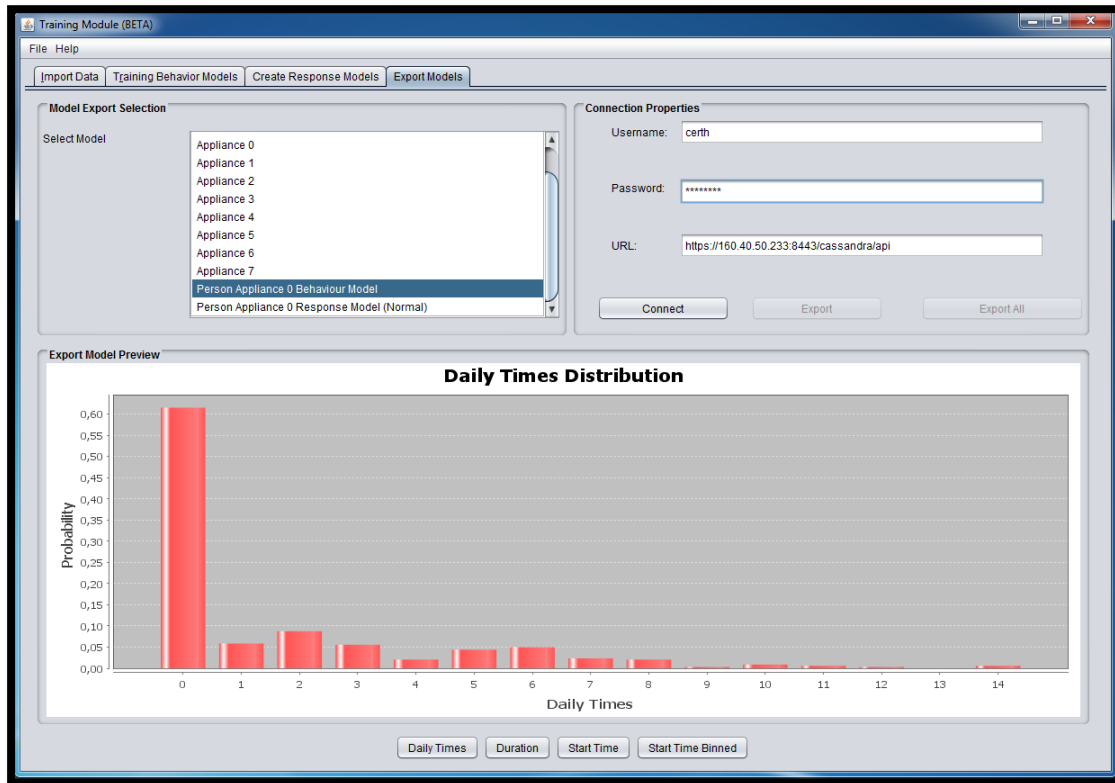 Training Module (BETA)
File Help
Import Data Training Behavior Models Create Response Models Export Models
Model Export Selection
Select Model
Appliance 0
Appliance 1
Appliance 2
Appliance 3
Appliance 4
Appliance 5
Appliance 6
Appliance 7
Person Appliance 0 Behaviour Model
Person Appliance 0 Response Model (Normal)
Connection Properties
Username: certh
Password: ********
URL: https://160.40.50.233:8443/cassandra/api
Connect Export Export All
Export Model Preview
Daily Times Distribution
Probability
0,60
0,55
0,50
0,45
0,40
0,35
0,30
0,25
0,20
0,15
0,10
0,05
0,00
0 1 2 3 4 5 6 7 8 9 10 11 12 13 14
Daily Times
Daily Times Duration Start Time Start Time Binned